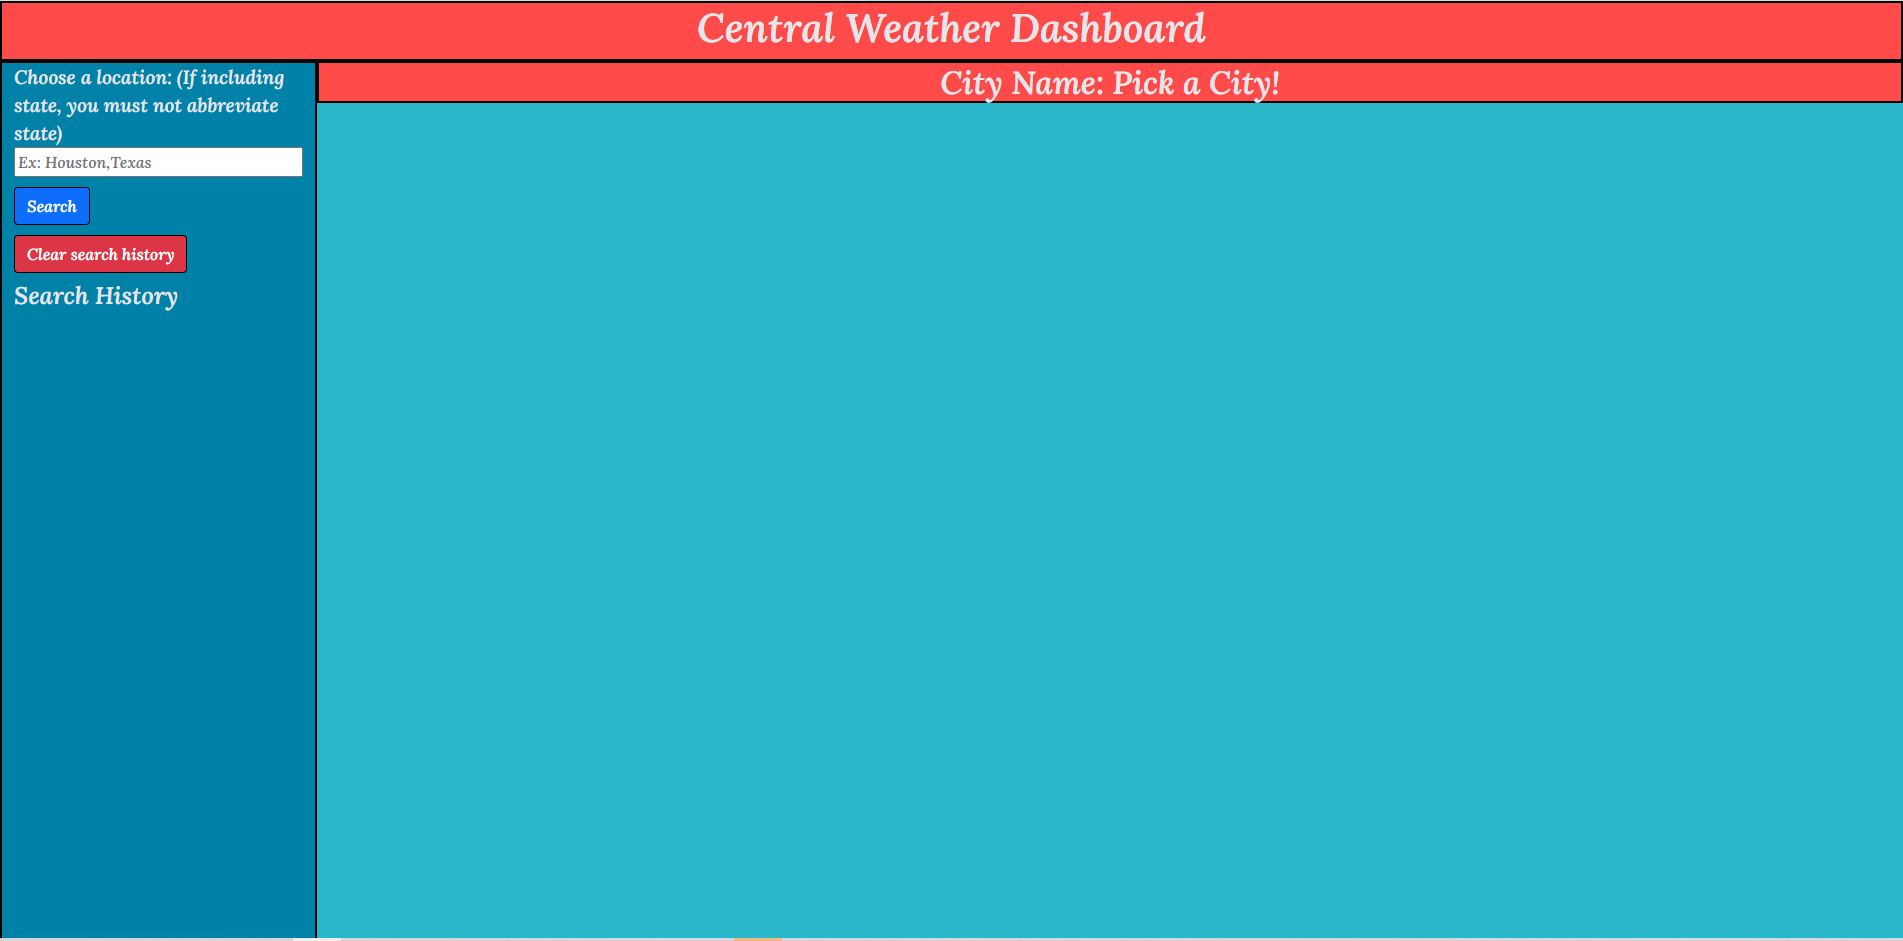 Central Weather Dashboard
Choose a location: (If including
state, you must not abbreviate
state)
Ex: Houston,Texas
Search
Clear search history
Search History
City Name: Pick a City!